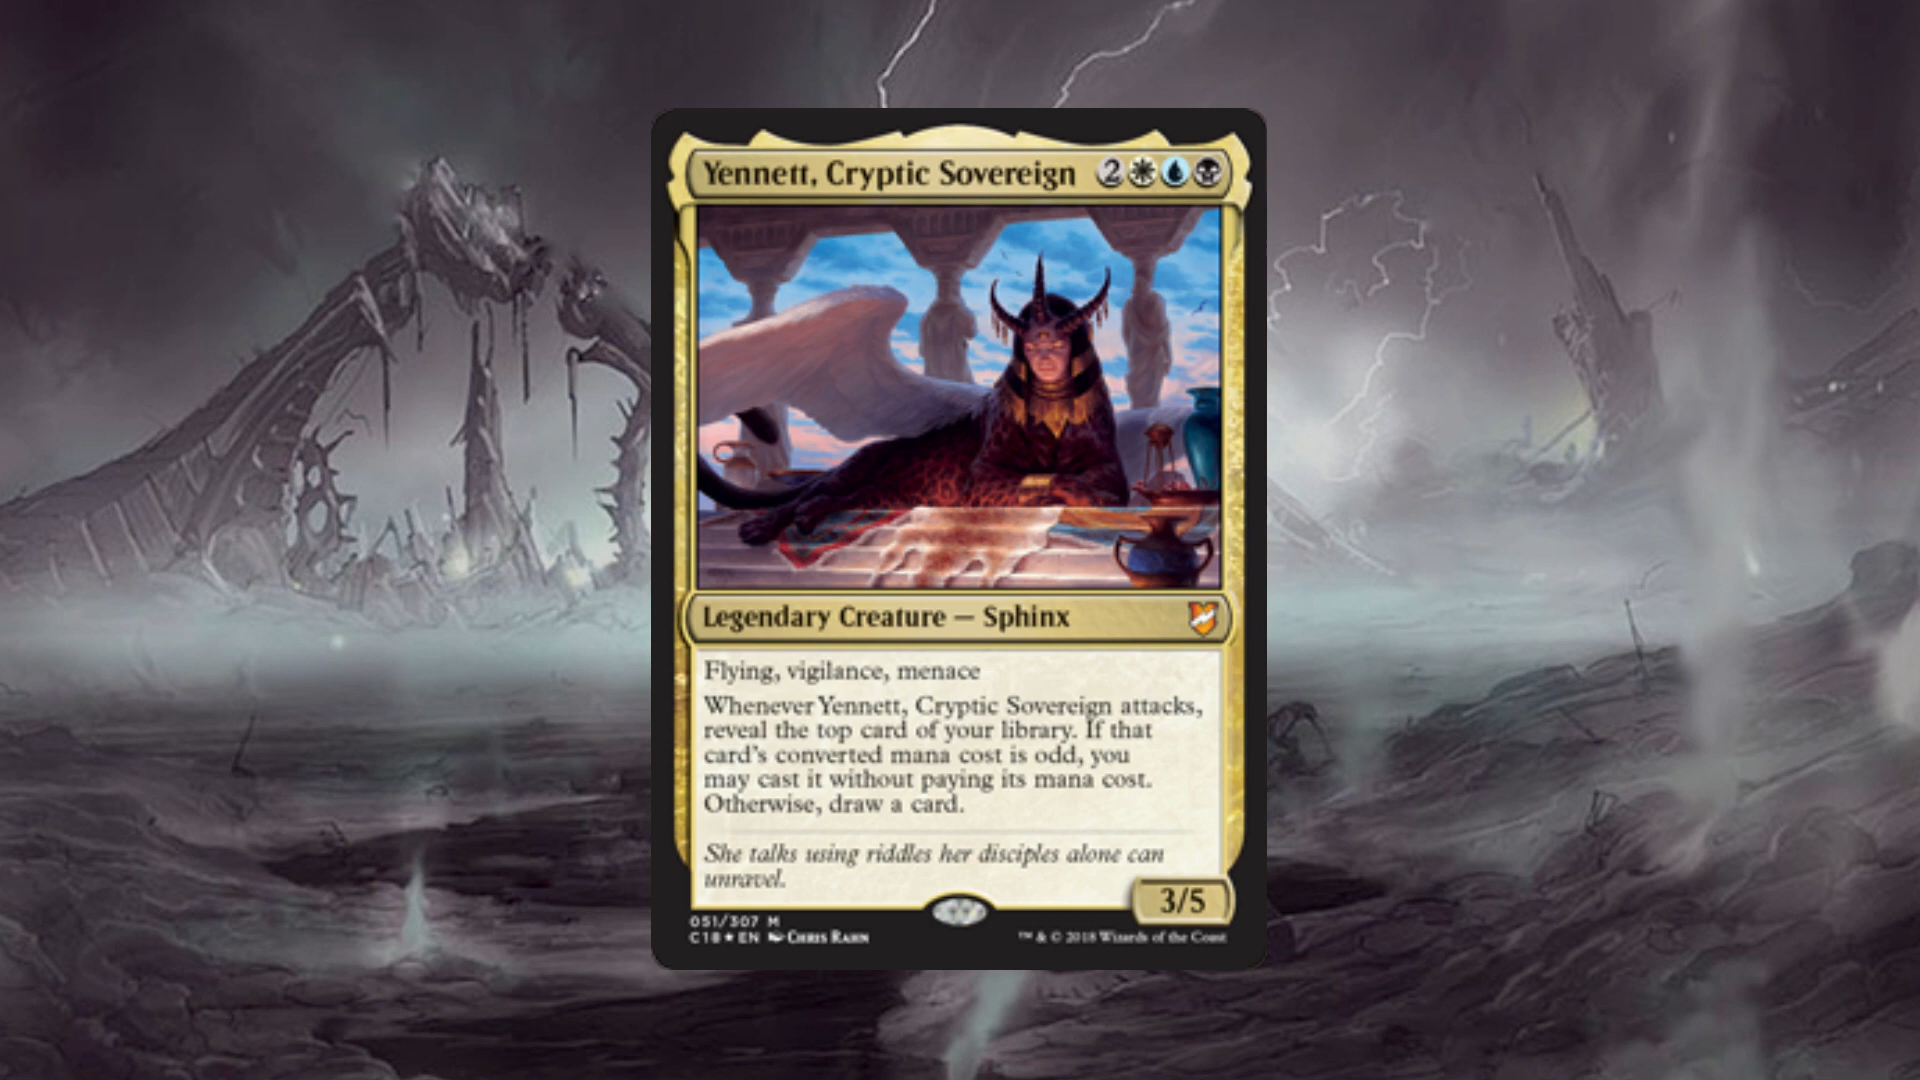 Yennett, Cryptic Sovereign 2
Legendary Creature — Sphinx
Flying, vigilance, menace
Whenever Yennett, Cryptic Sovereign attacks,
reveal the top card of your library. If that
card's converted mana cost is odd, you
may cast it without paying its mana cost.
Otherwise, draw a card.
She talks using riddles her disciples alone can
unravel.
3/5
051/307 M
C18★EN Chris Rahn
™ & © 2018 Wizards of the Coast